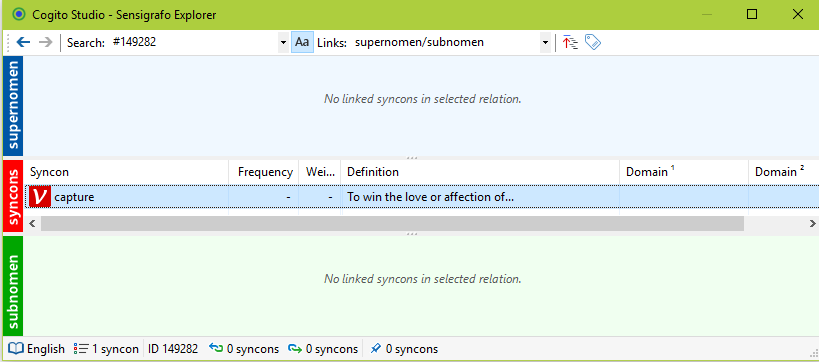 Cogito Studio - Sensigrafo Explorer
Search: #149282 Aa Links: supernomen/subnomen
supernomen
No linked syncons in selected relation.
syncons
Syncon Frequency Wei... Definition Domain 1 Domain 2
V capture - - To win the love or affection of...
subnomen
No linked syncons in selected relation.
English 1 syncon ID 149282 0 syncons 0 syncons 0 syncons